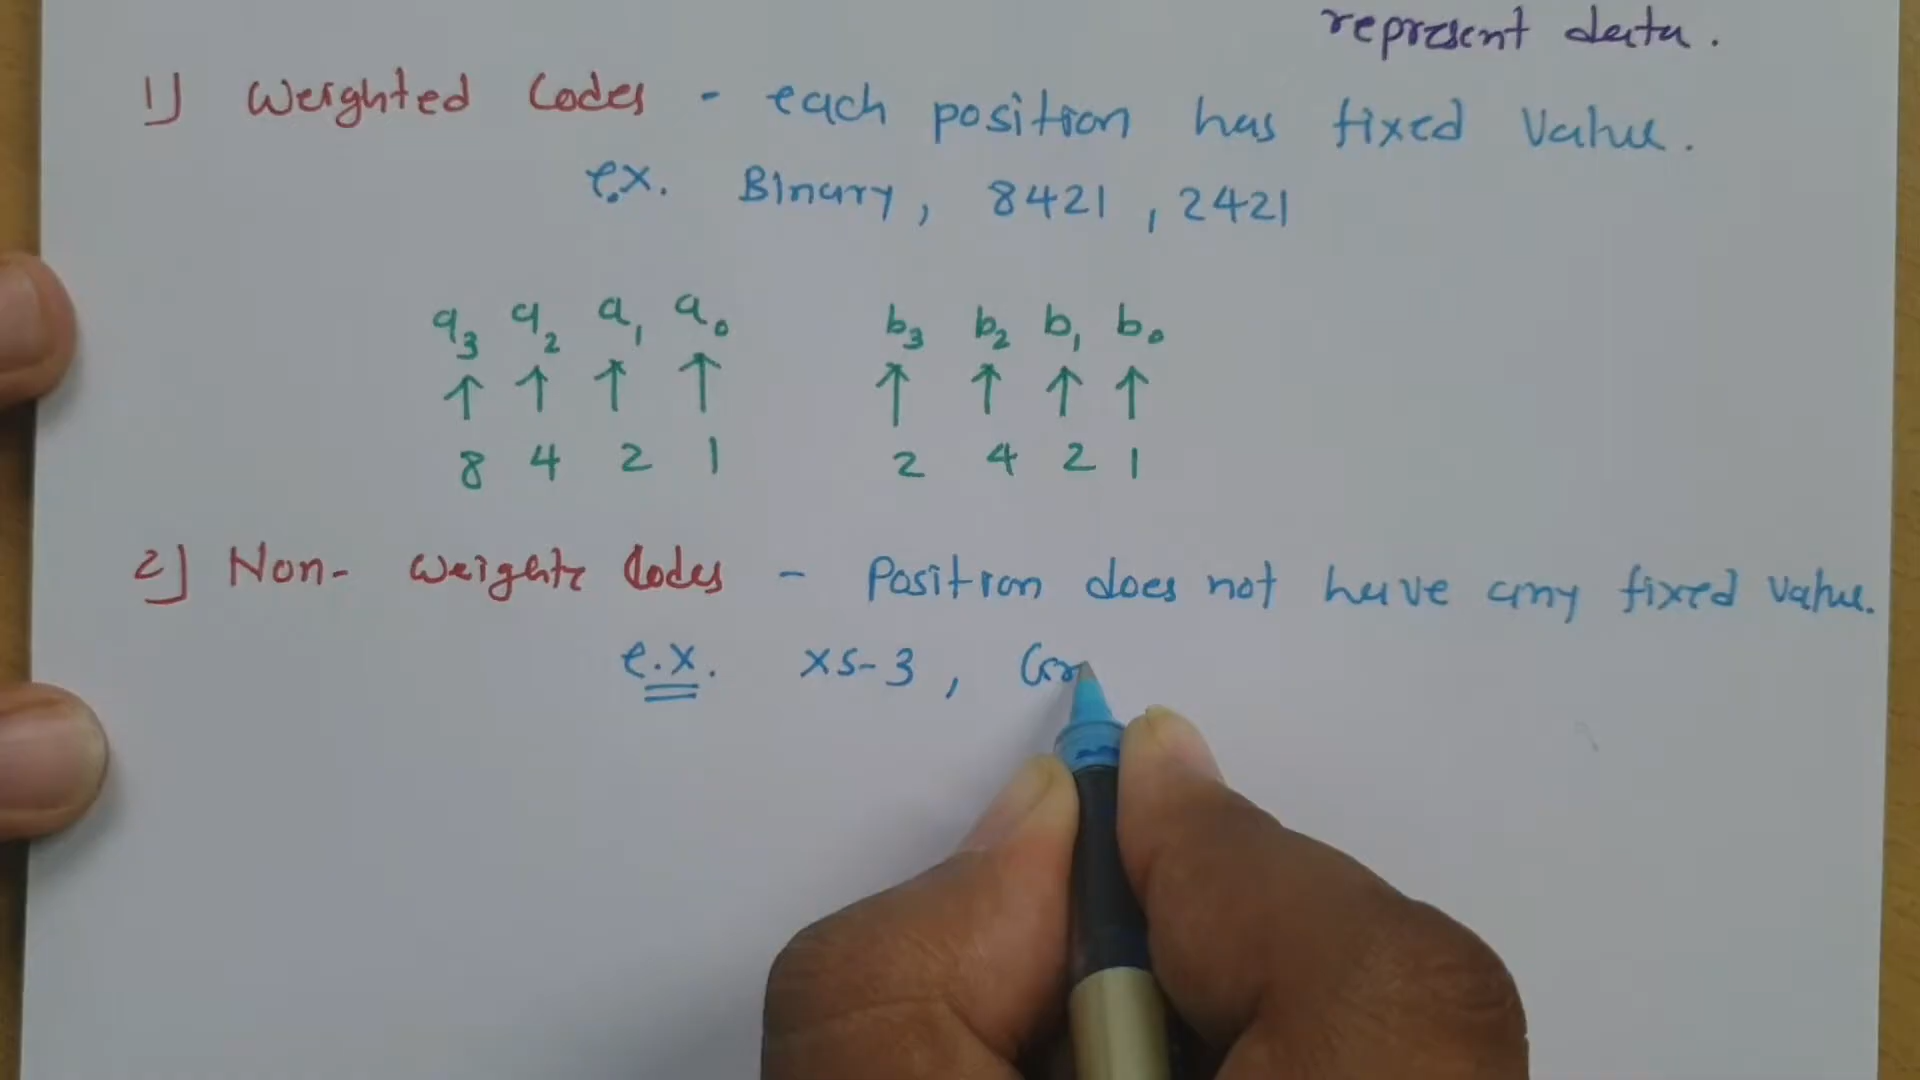 represent data.
1) Weighted Codes - each position has fixed value.
e.x. Binary, 8421, 2421
a3 a2 a1 a0 b3 b2 b1 b0
↑ ↑ ↑ ↑ ↑ ↑ ↑ ↑
8 4 2 1 2 4 2 1
2) Non-Weighte Codes - Position does not have any fixed value.
e.x. XS-3, Gr